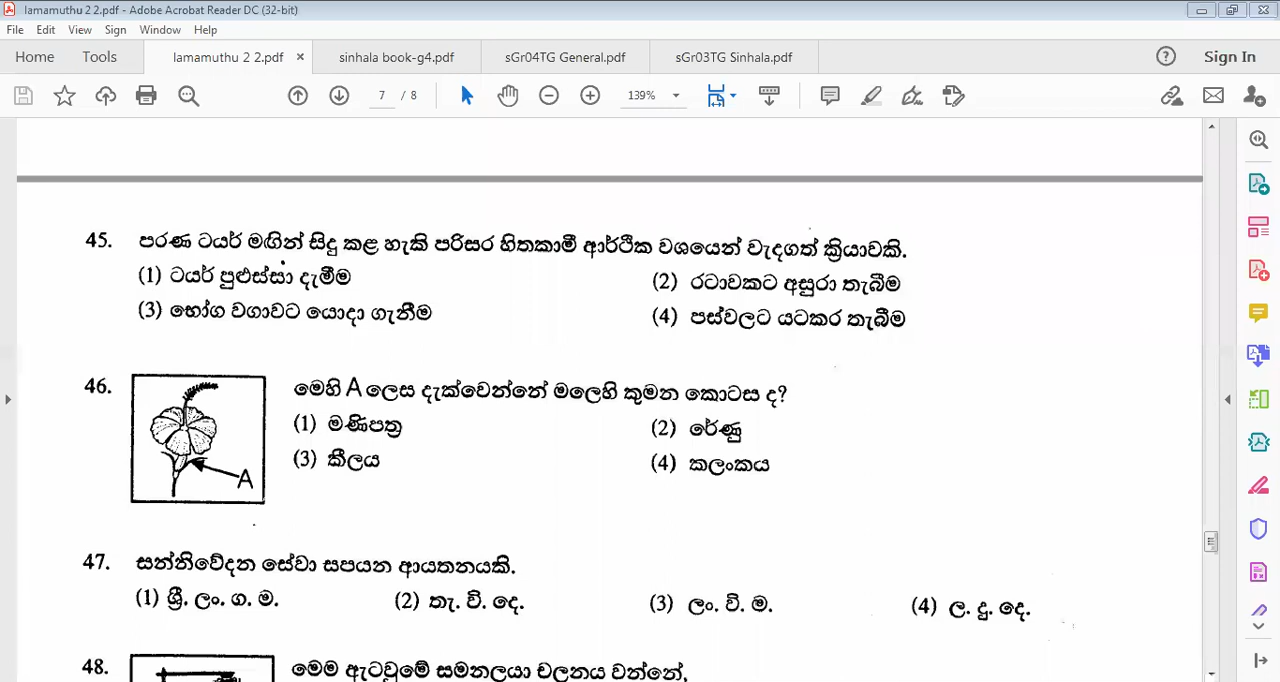 lamamuthu 2 2.pdf - Adobe Acrobat Reader DC (32-bit)
File Edit View Sign Window Help
Home Tools lamamuthu 2 2.pdf × sinhala book-g4.pdf sGr04TG General.pdf sGr03TG Sinhala.pdf Sign In
7 / 8 139%
45. පරණ ටයර් මඟින් සිදු කළ හැකි පරිසර හිතකාමී ආර්ථික වශයෙන් වැදගත් ක්‍රියාවකි.
(1) ටයර් පුළුස්සා දැමීම (2) රටාවකට අසුරා තැබීම
(3) භෝග වගාවට යොදා ගැනීම (4) පස්වලට යටකර තැබීම
46. මෙහි A ලෙස දැක්වෙන්නේ මලෙහි කුමන කොටස ද?
(1) මණිපත්‍ර (2) රේණු
(3) කීලය (4) කලංකය
A
47. සන්නිවේදන සේවා සපයන ආයතනයකි.
(1) ශ්‍රී. ලං. ග. ම. (2) තැ. වි. දෙ. (3) ලං. වි. ම. (4) ල. දු. දෙ.
48. මෙම ඇටවුමේ සමනලයා චලනය වන්නේ,